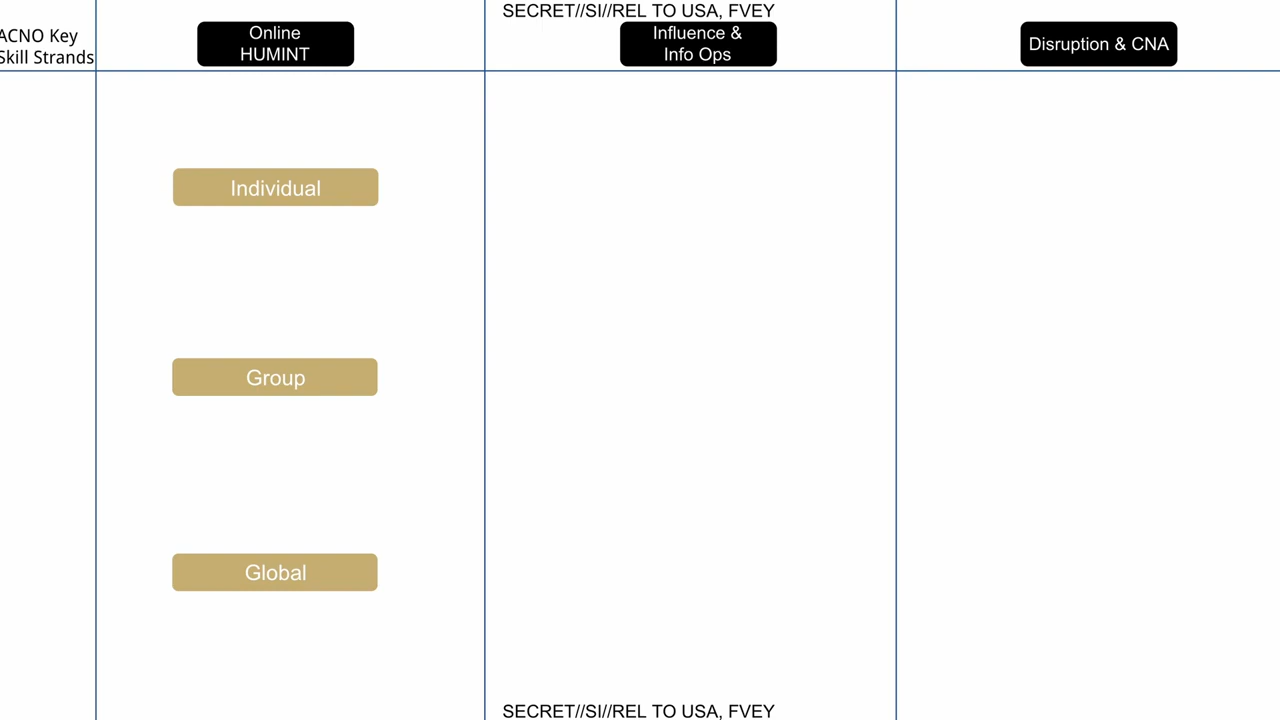 SECRET//SI//REL TO USA, FVEY
ACNO Key
Skill Strands
Online
HUMINT
Influence &
Info Ops
Disruption & CNA
Individual
Group
Global
SECRET//SI//REL TO USA, FVEY